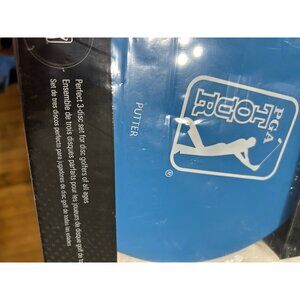 Perfect 3-disc set for disc golfers of all ages
Ensemble de trois disques parfaits pour les joueurs de disque golf de to
Set de tres discos perfecto para jugadores de disc golf de todas las edades
PUTTER
PGA
TOUR
®